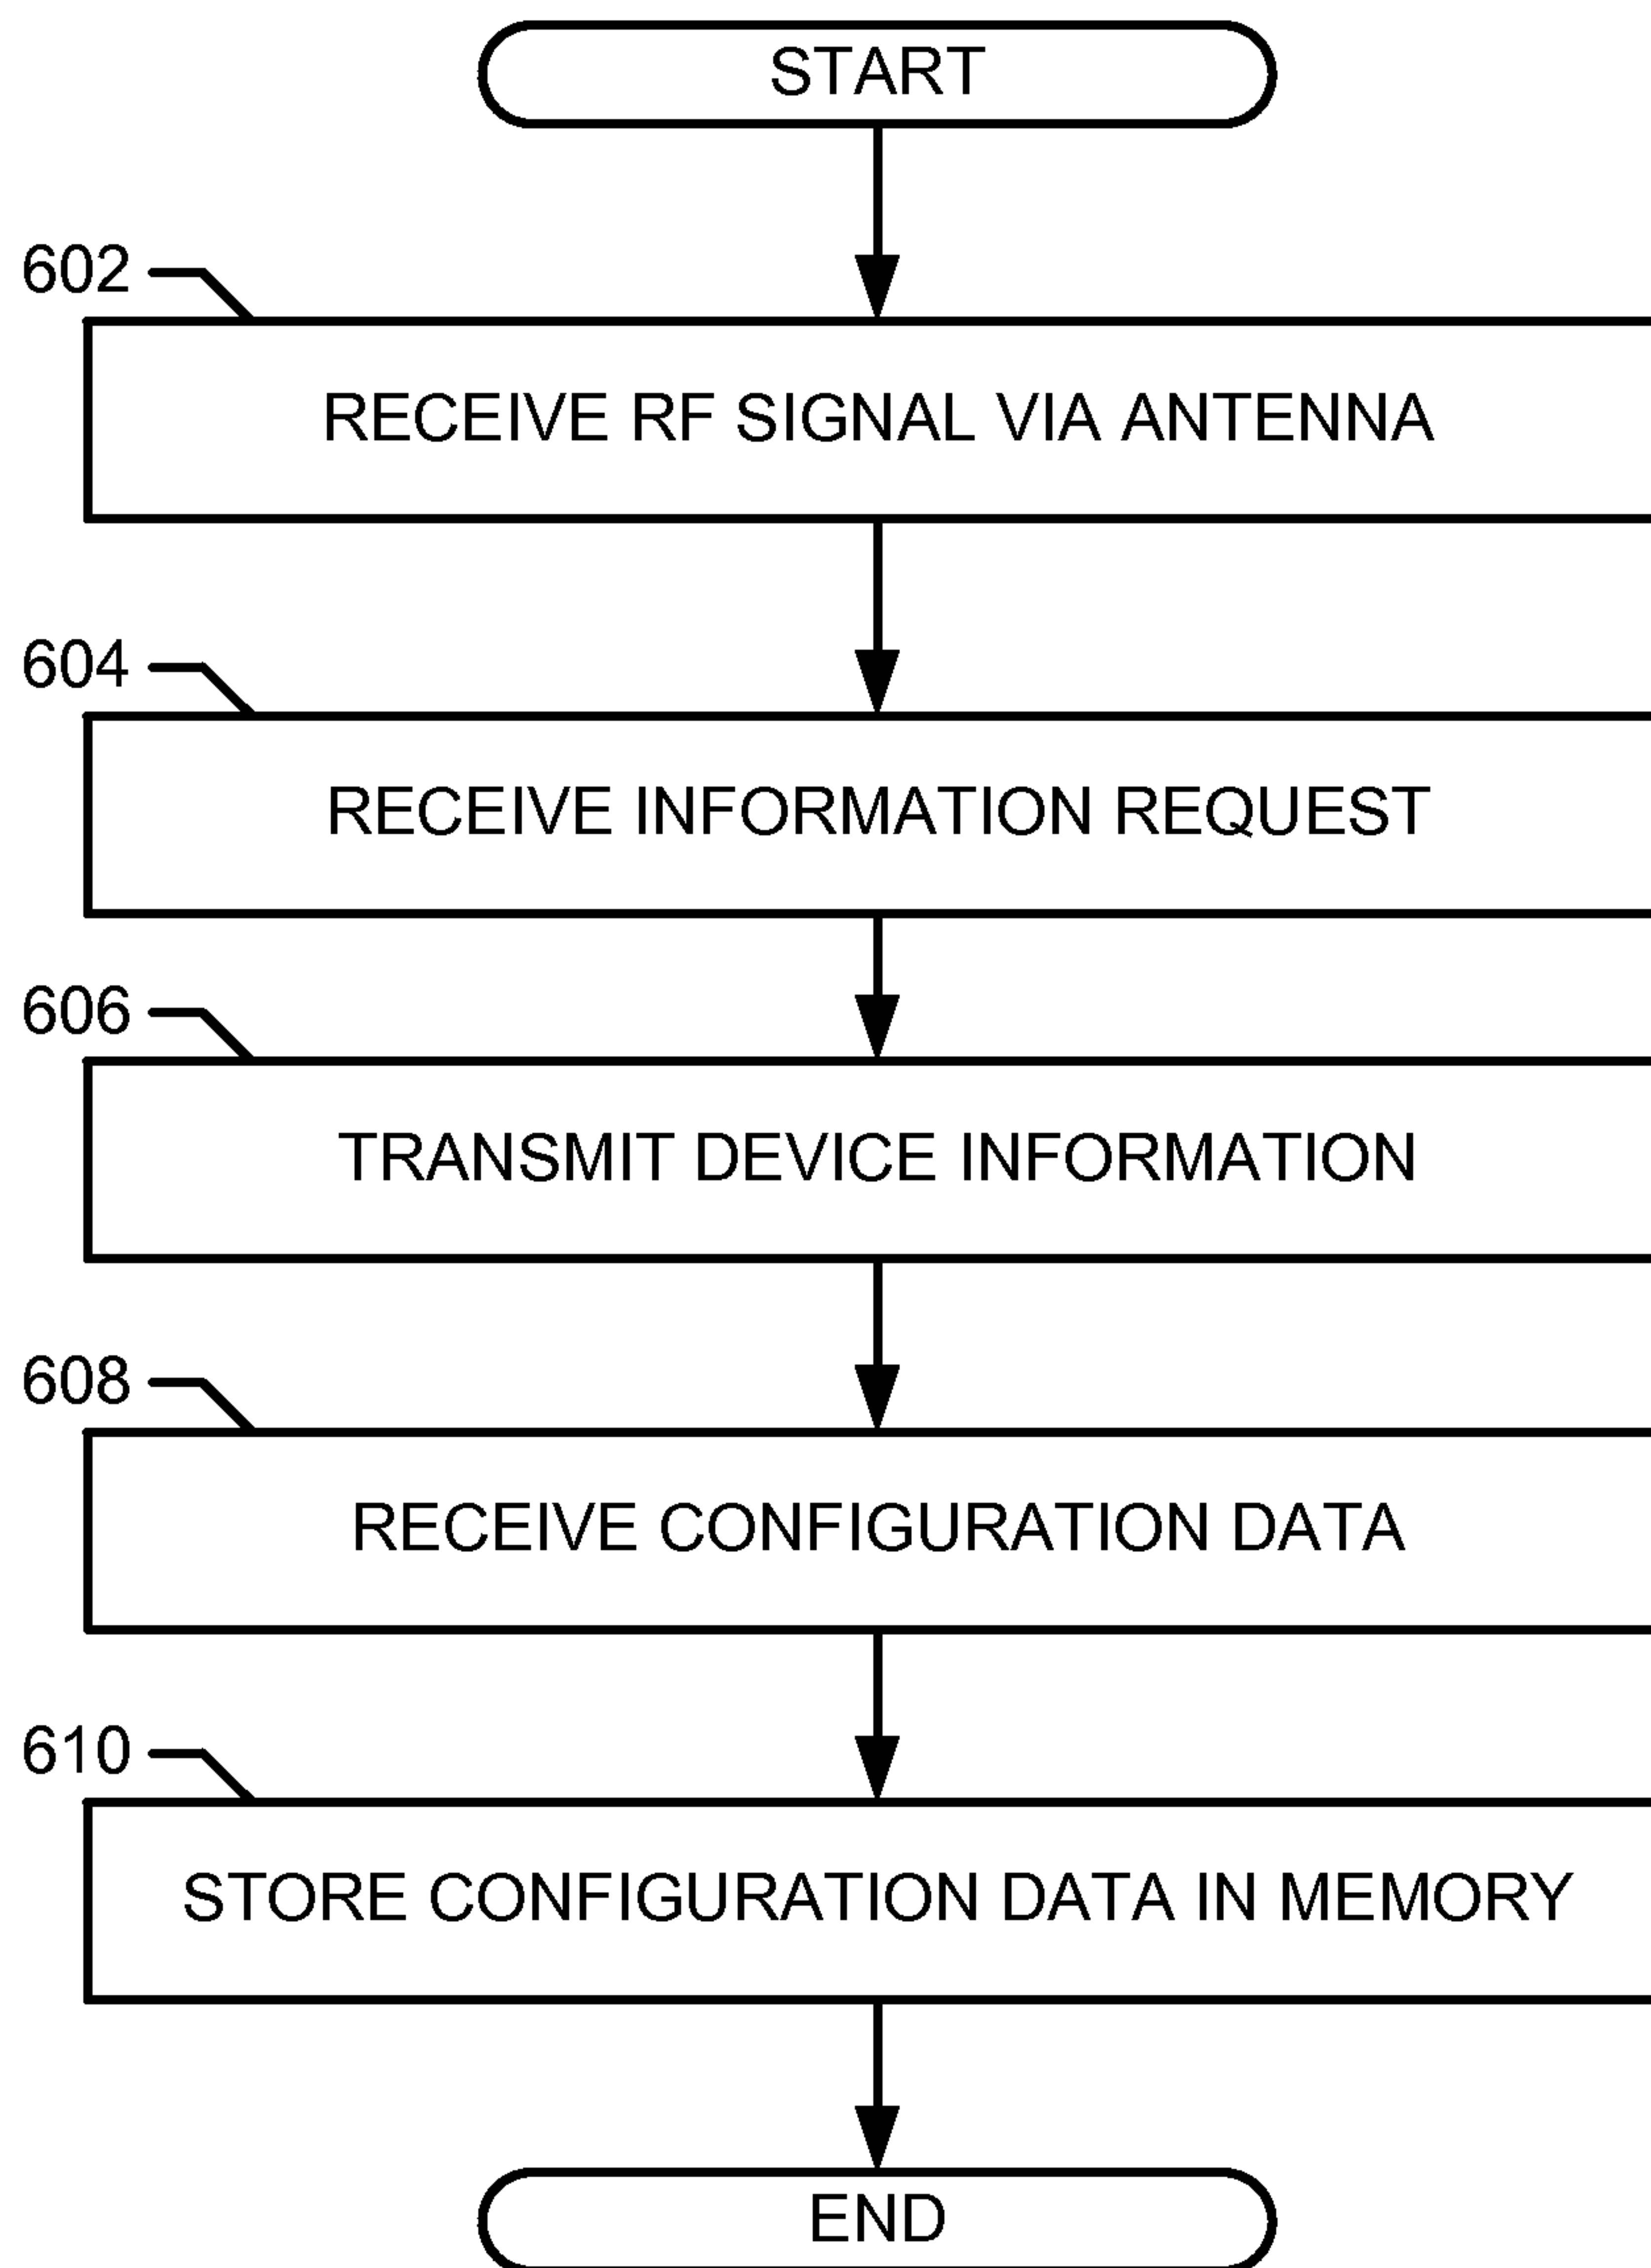 START
602
RECEIVE RF SIGNAL VIA ANTENNA
604
RECEIVE INFORMATION REQUEST
606
TRANSMIT DEVICE INFORMATION
608
RECEIVE CONFIGURATION DATA
610
STORE CONFIGURATION DATA IN MEMORY
END